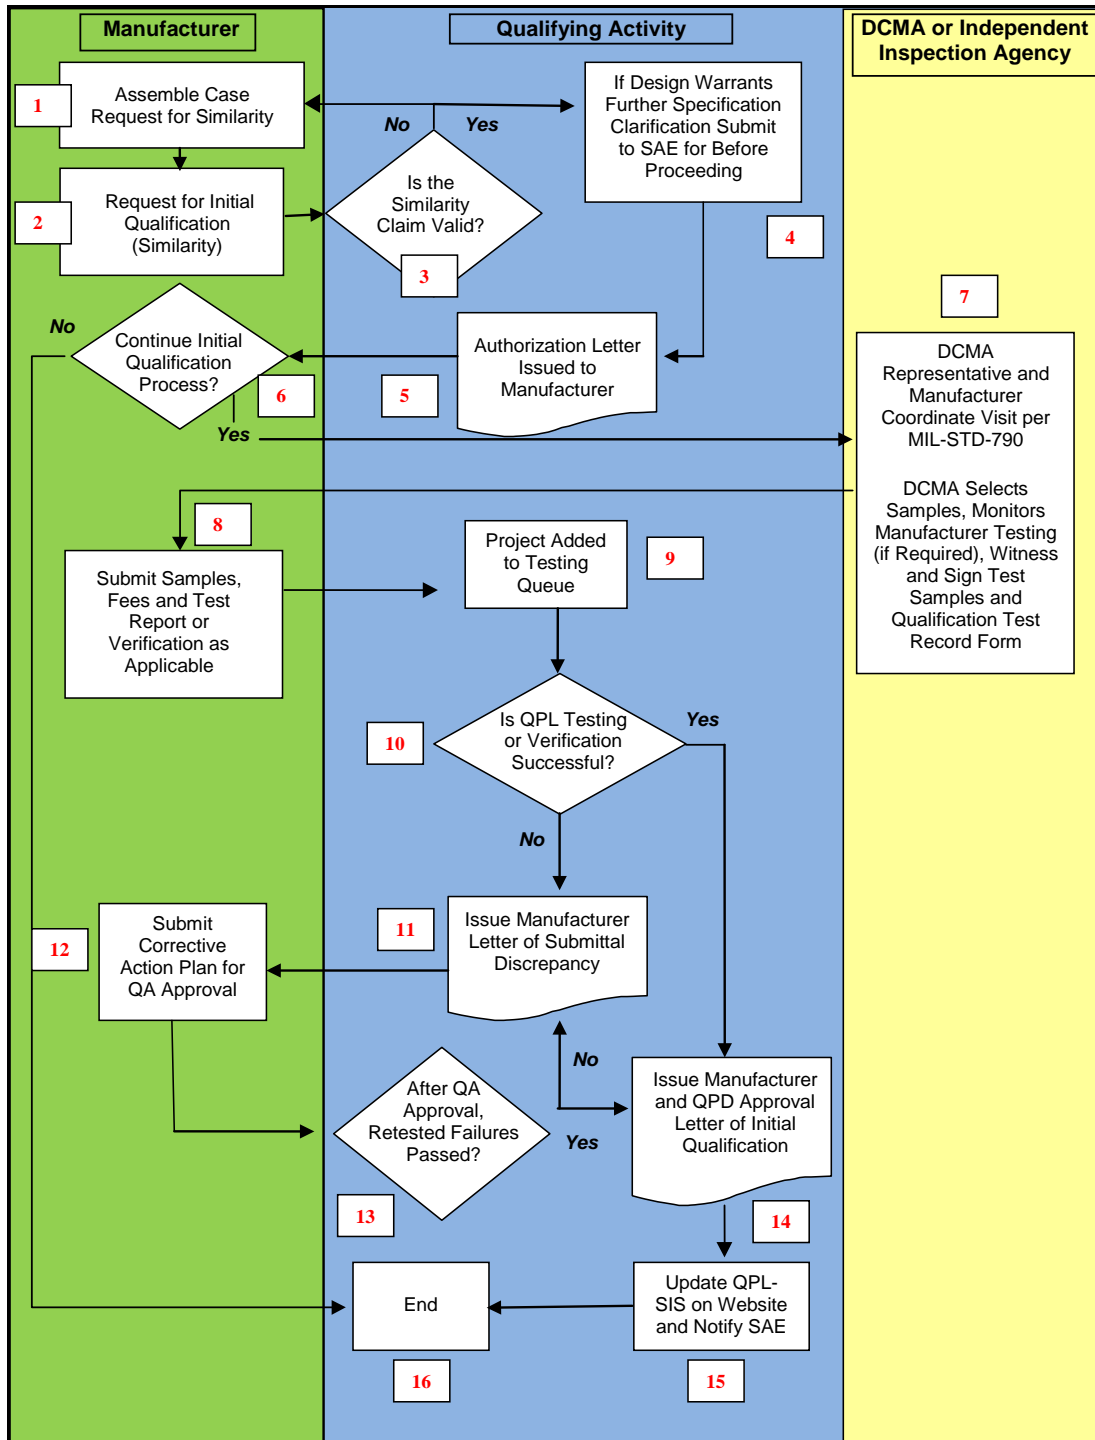 Manufacturer
Qualifying Activity
DCMA or Independent
Inspection Agency
1
Assemble Case
Request for Similarity
No
Yes
If Design Warrants
Further Specification
Clarification Submit
to SAE for Before
Proceeding
2
Request for Initial
Qualification
(Similarity)
Is the
Similarity
Claim Valid?
3
4
7
No
Continue Initial
Qualification
Process?
6
Yes
5
Authorization Letter
Issued to
Manufacturer
DCMA
Representative and
Manufacturer
Coordinate Visit per
MIL-STD-790
DCMA Selects
Samples, Monitors
Manufacturer Testing
(if Required), Witness
and Sign Test
Samples and
Qualification Test
Record Form
8
Submit Samples,
Fees and Test
Report or
Verification as
Applicable
Project Added
to Testing
Queue
9
10
Is QPL Testing
or Verification
Successful?
Yes
No
12
Submit
Corrective
Action Plan for
QA Approval
11
Issue Manufacturer
Letter of Submittal
Discrepancy
No
After QA
Approval,
Retested Failures
Passed?
Yes
13
Issue Manufacturer
and QPD Approval
Letter of Initial
Qualification
14
End
16
Update QPL-
SIS on Website
and Notify SAE
15